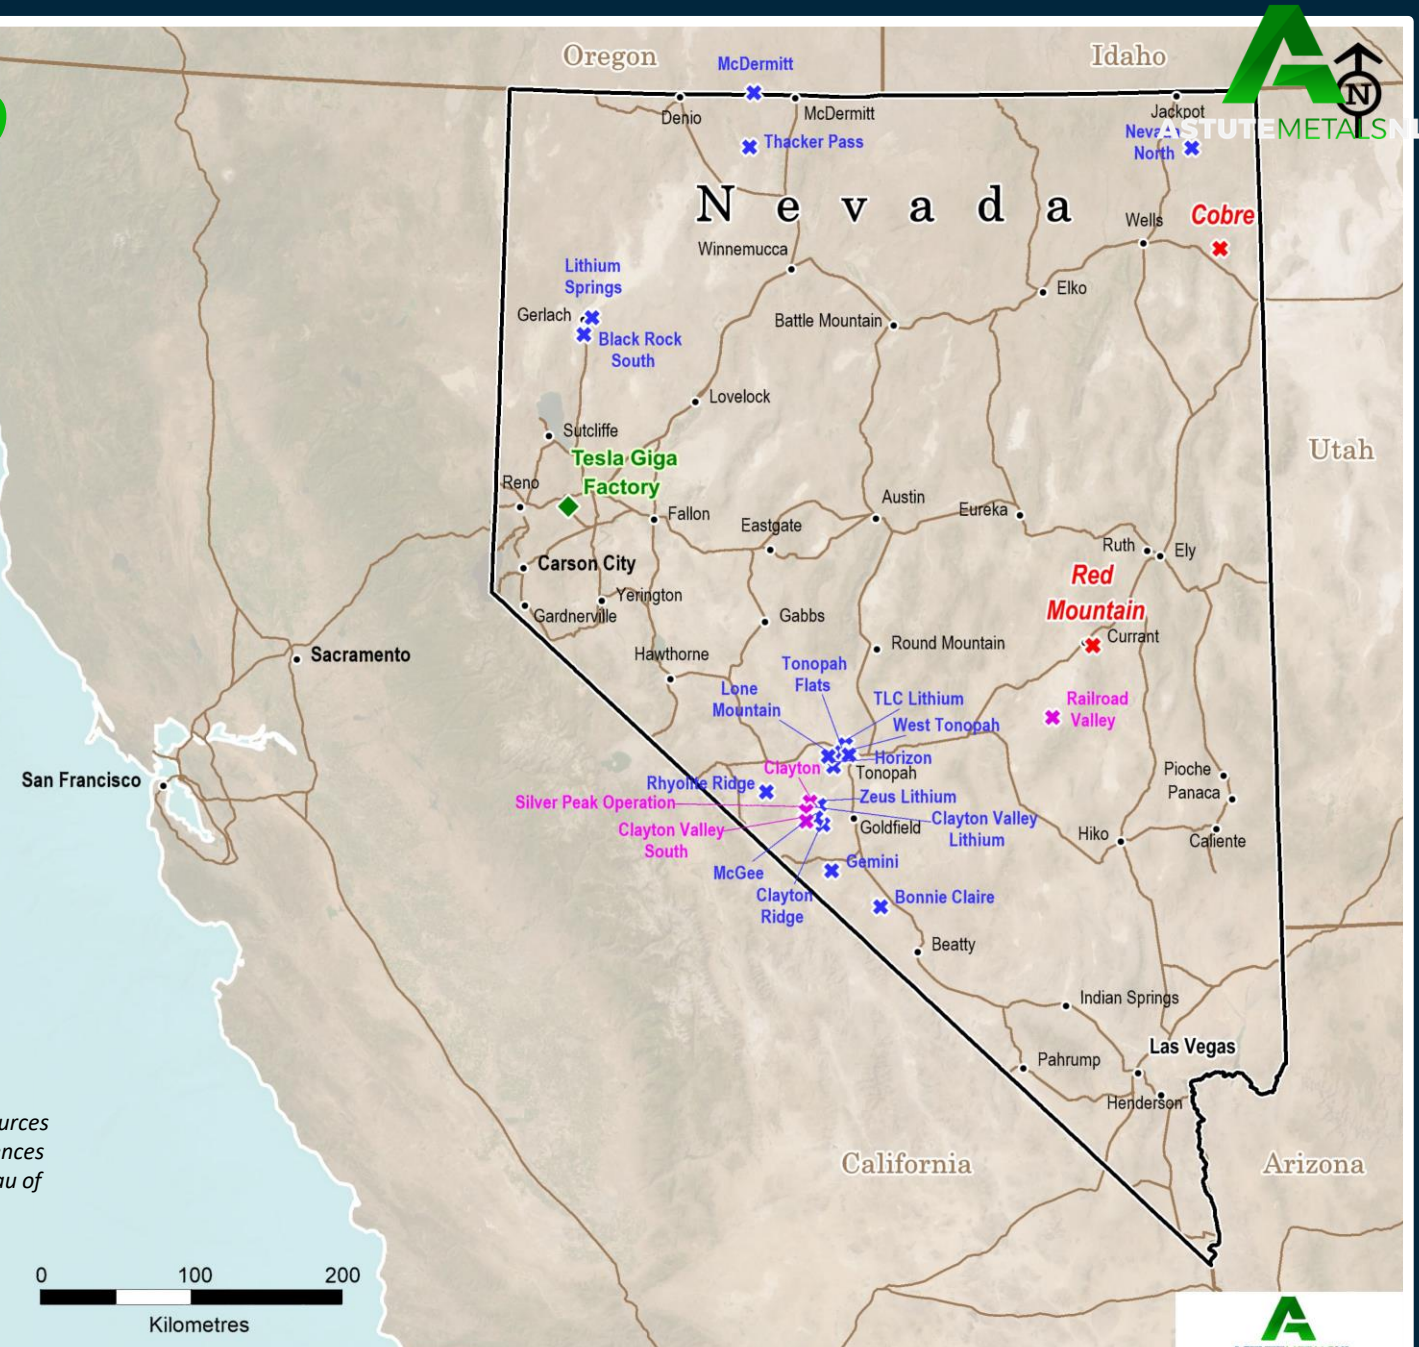 Oregon
Idaho
McDermitt
Denio
McDermitt
Jackpot
N
ASTUTEMETALSNL
Nevada
North
Thacker Pass
Nevada
Cobre
Wells
Winnemucca
Lithium
Springs
Elko
Gerlach
Battle Mountain
Black Rock
South
Lovelock
Sutcliffe
Utah
Tesla Giga
Factory
Reno
Fallon
Austin
Eureka
Eastgate
Ruth
Ely
Carson City
Red
Mountain
Yerington
Gardnerville
Gabbs
Currant
Round Mountain
Sacramento
Hawthorne
Tonopah
Flats
Lone
Mountain
TLC Lithium
Railroad
Valley
West Tonopah
Horizon
Clayton
Tonopah
Pioche
San Francisco
Rhyolite Ridge
Panaca
Silver Peak Operation
Zeus Lithium
Clayton Valley
Lithium
Goldfield
Clayton Valley
South
Hiko
Caliente
Gemini
McGee
Clayton
Ridge
Bonnie Claire
Beatty
Indian Springs
Las Vegas
Pahrump
Henderson
urces
ences
au of
California
Arizona
0 100 200
Kilometres